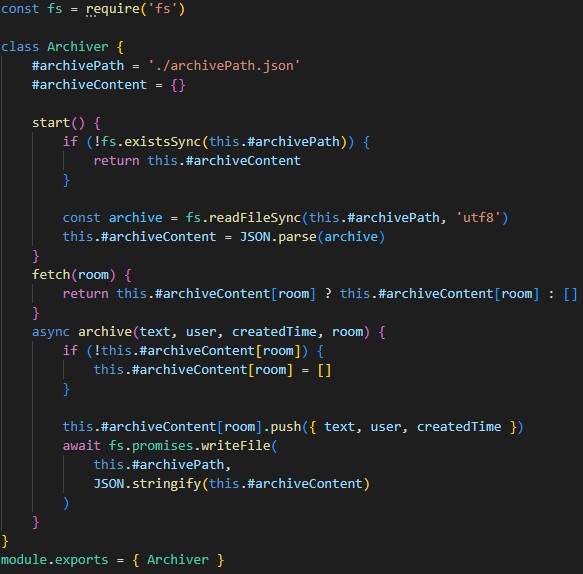 const fs = require('fs')

class Archiver {
    #archivePath = './archivePath.json'
    #archiveContent = {}

    start() {
        if (!fs.existsSync(this.#archivePath)) {
            return this.#archiveContent
        }

        const archive = fs.readFileSync(this.#archivePath, 'utf8')
        this.#archiveContent = JSON.parse(archive)
    }
    fetch(room) {
        return this.#archiveContent[room] ? this.#archiveContent[room] : []
    }
    async archive(text, user, createdTime, room) {
        if (!this.#archiveContent[room]) {
            this.#archiveContent[room] = []
        }

        this.#archiveContent[room].push({ text, user, createdTime })
        await fs.promises.writeFile(
            this.#archivePath,
            JSON.stringify(this.#archiveContent)
        )
    }
}
module.exports = { Archiver }